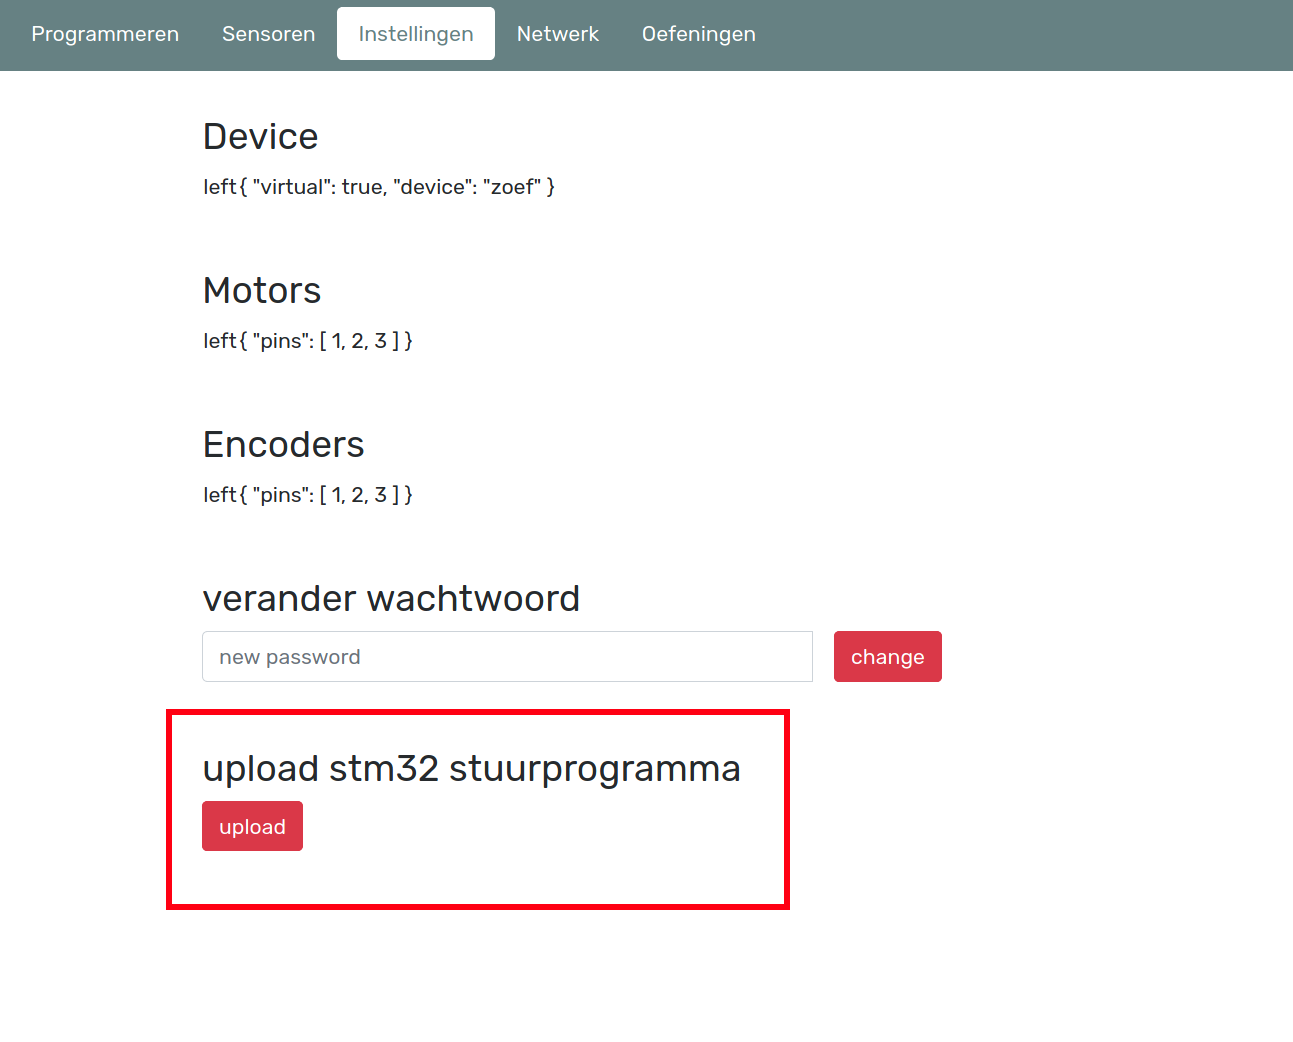 Programmeren Sensoren Instellingen Netwerk Oefeningen
Device
left{ "virtual": true, "device": "zoef" }
Motors
left{ "pins": [ 1, 2, 3 ] }
Encoders
left{ "pins": [ 1, 2, 3 ] }
verander wachtwoord
new password change
upload stm32 stuurprogramma
upload